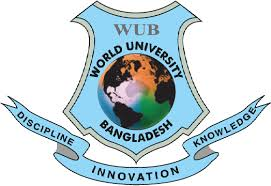 WUB
WORLD UNIVERSITY
BANGLADESH
DISCIPLINE
INNOVATION
KNOWLEDGE